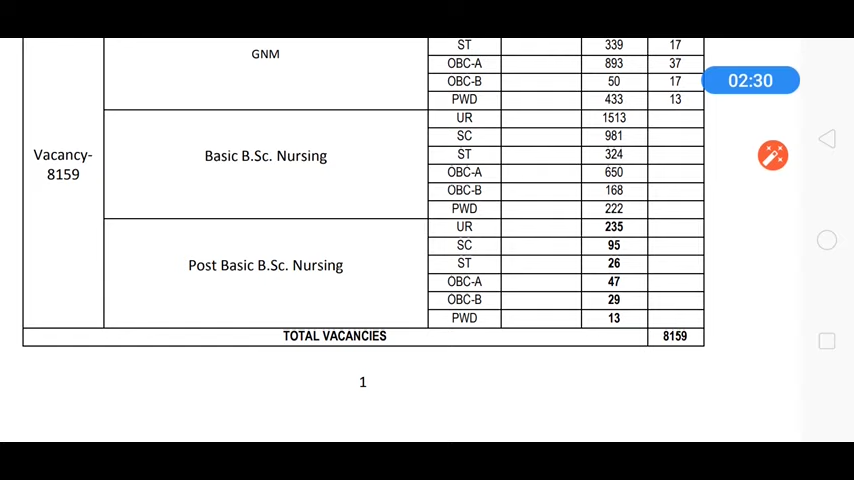 ST 339 17
GNM
OBC-A 893 37
OBC-B 50 17
02:30
PWD 433 13
UR 1513
SC 981
Vacancy-
8159
Basic B.Sc. Nursing
ST 324
OBC-A 650
OBC-B 168
PWD 222
UR 235
SC 95
Post Basic B.Sc. Nursing
ST 26
OBC-A 47
OBC-B 29
PWD 13
TOTAL VACANCIES 8159
1